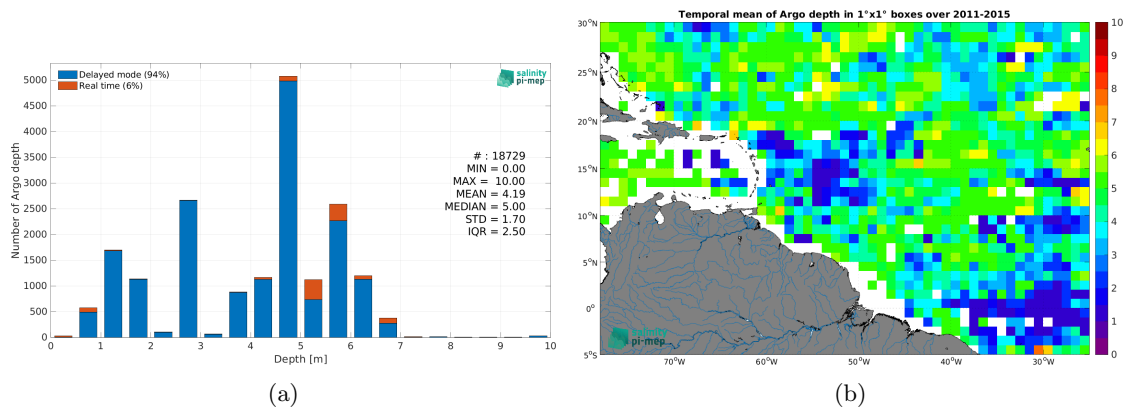 Delayed mode (94%)
Real time (6%)
salinity
pi-mep
# : 18729
MIN = 0.00
MAX = 10.00
MEAN = 4.19
MEDIAN = 5.00
STD = 1.70
IQR = 2.50
Number of Argo depth
5000
4500
4000
3500
3000
2500
2000
1500
1000
500
0
0 1 2 3 4 5 6 7 8 9 10
Depth [m]
(a)
Temporal mean of Argo depth in 1°x1° boxes over 2011-2015
30°N
25°N
20°N
15°N
10°N
5°N
0°
5°S
70°W 60°W 50°W 40°W 30°W
salinity
pi-mep
10
9
8
7
6
5
4
3
2
1
0
(b)